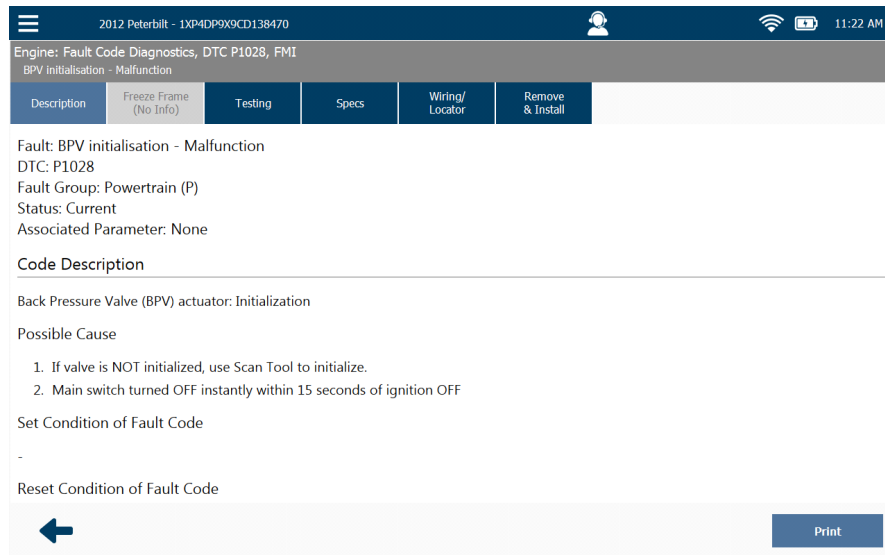 2012 Peterbilt - 1XP4DP9X9CD138470
11:22 AM
Engine: Fault Code Diagnostics, DTC P1028, FMI
BPV initialisation - Malfunction
Description
Freeze Frame
(No Info)
Testing
Specs
Wiring/
Locator
Remove
& Install
Fault: BPV initialisation - Malfunction
DTC: P1028
Fault Group: Powertrain (P)
Status: Current
Associated Parameter: None
Code Description
Back Pressure Valve (BPV) actuator: Initialization
Possible Cause
1. If valve is NOT initialized, use Scan Tool to initialize.
2. Main switch turned OFF instantly within 15 seconds of ignition OFF
Set Condition of Fault Code
-
Reset Condition of Fault Code
Print